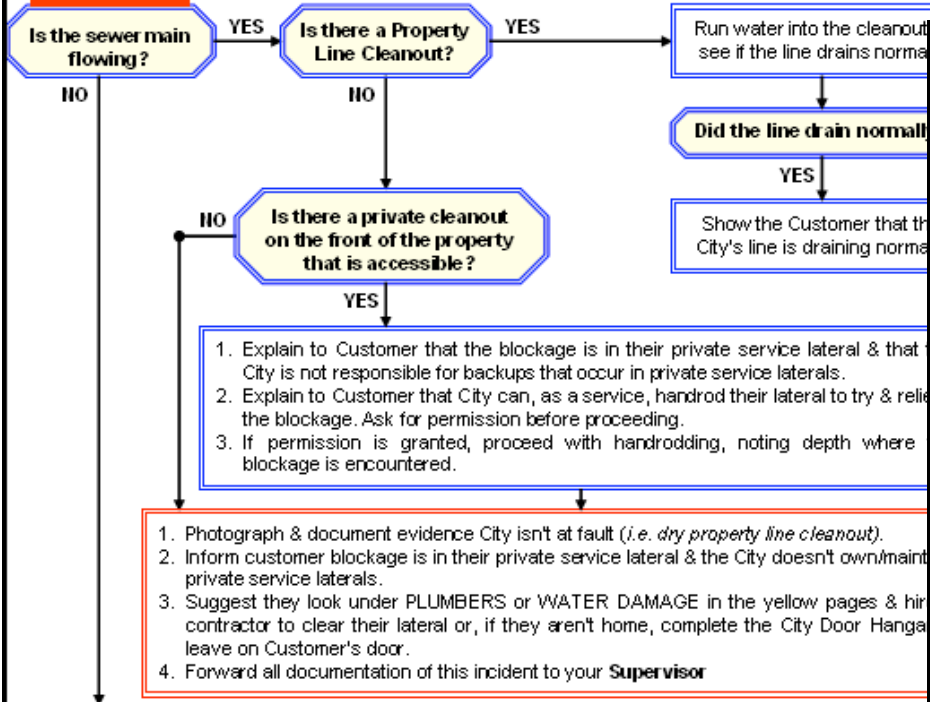 Is the sewer main
flowing?
YES
Is there a Property
Line Cleanout?
YES
Run water into the cleanout
see if the line drains norma
NO
NO
Did the line drain normally
YES
Show the Customer that th
City's line is draining norma
NO
Is there a private cleanout
on the front of the property
that is accessible?
YES
1. Explain to Customer that the blockage is in their private service lateral & that
City is not responsible for backups that occur in private service laterals.
2. Explain to Customer that City can, as a service, handrod their lateral to try & relie
the blockage. Ask for permission before proceeding.
3. If permission is granted, proceed with handrodding, noting depth where
blockage is encountered.
1. Photograph & document evidence City isn't at fault (i.e. dry property line cleanout).
2. Inform customer blockage is in their private service lateral & the City doesn't own/maint
private service laterals.
3. Suggest they look under PLUMBERS or WATER DAMAGE in the yellow pages & hir
contractor to clear their lateral or, if they aren't home, complete the City Door Hanga
leave on Customer's door.
4. Forward all documentation of this incident to your Supervisor